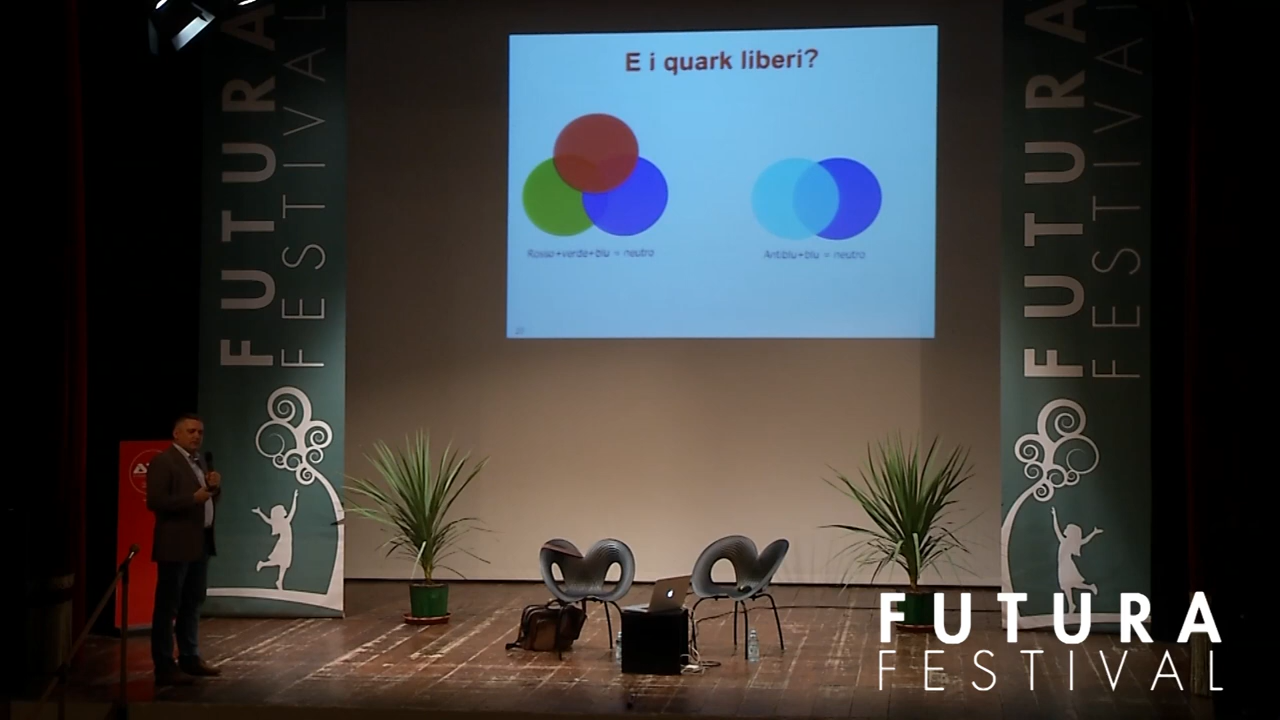 E i quark liberi?
Rosso+verde+blu = neutro
Antiblu+blu = neutro
FUTURA
FESTIVAL
FUTURA
FESTIVAL
FUTURA
FESTIVAL